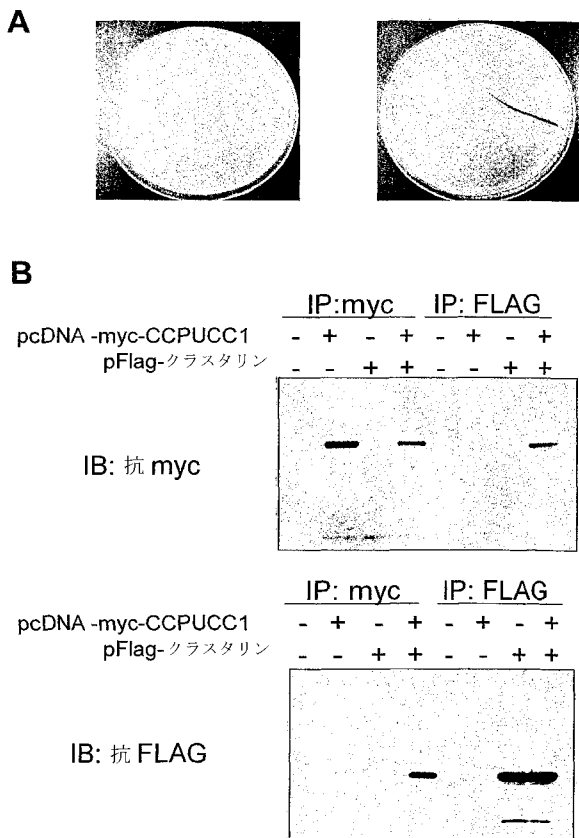 A
B
IP:myc IP: FLAG
pcDNA -myc-CCPUCC1 - + - + - + - +
pFlag-クラスタリン - - + + - - + +
IB: 抗 myc
IP: myc IP: FLAG
pcDNA -myc-CCPUCC1 - + - + - + - +
pFlag-クラスタリン - - + + - - + +
IB: 抗 FLAG